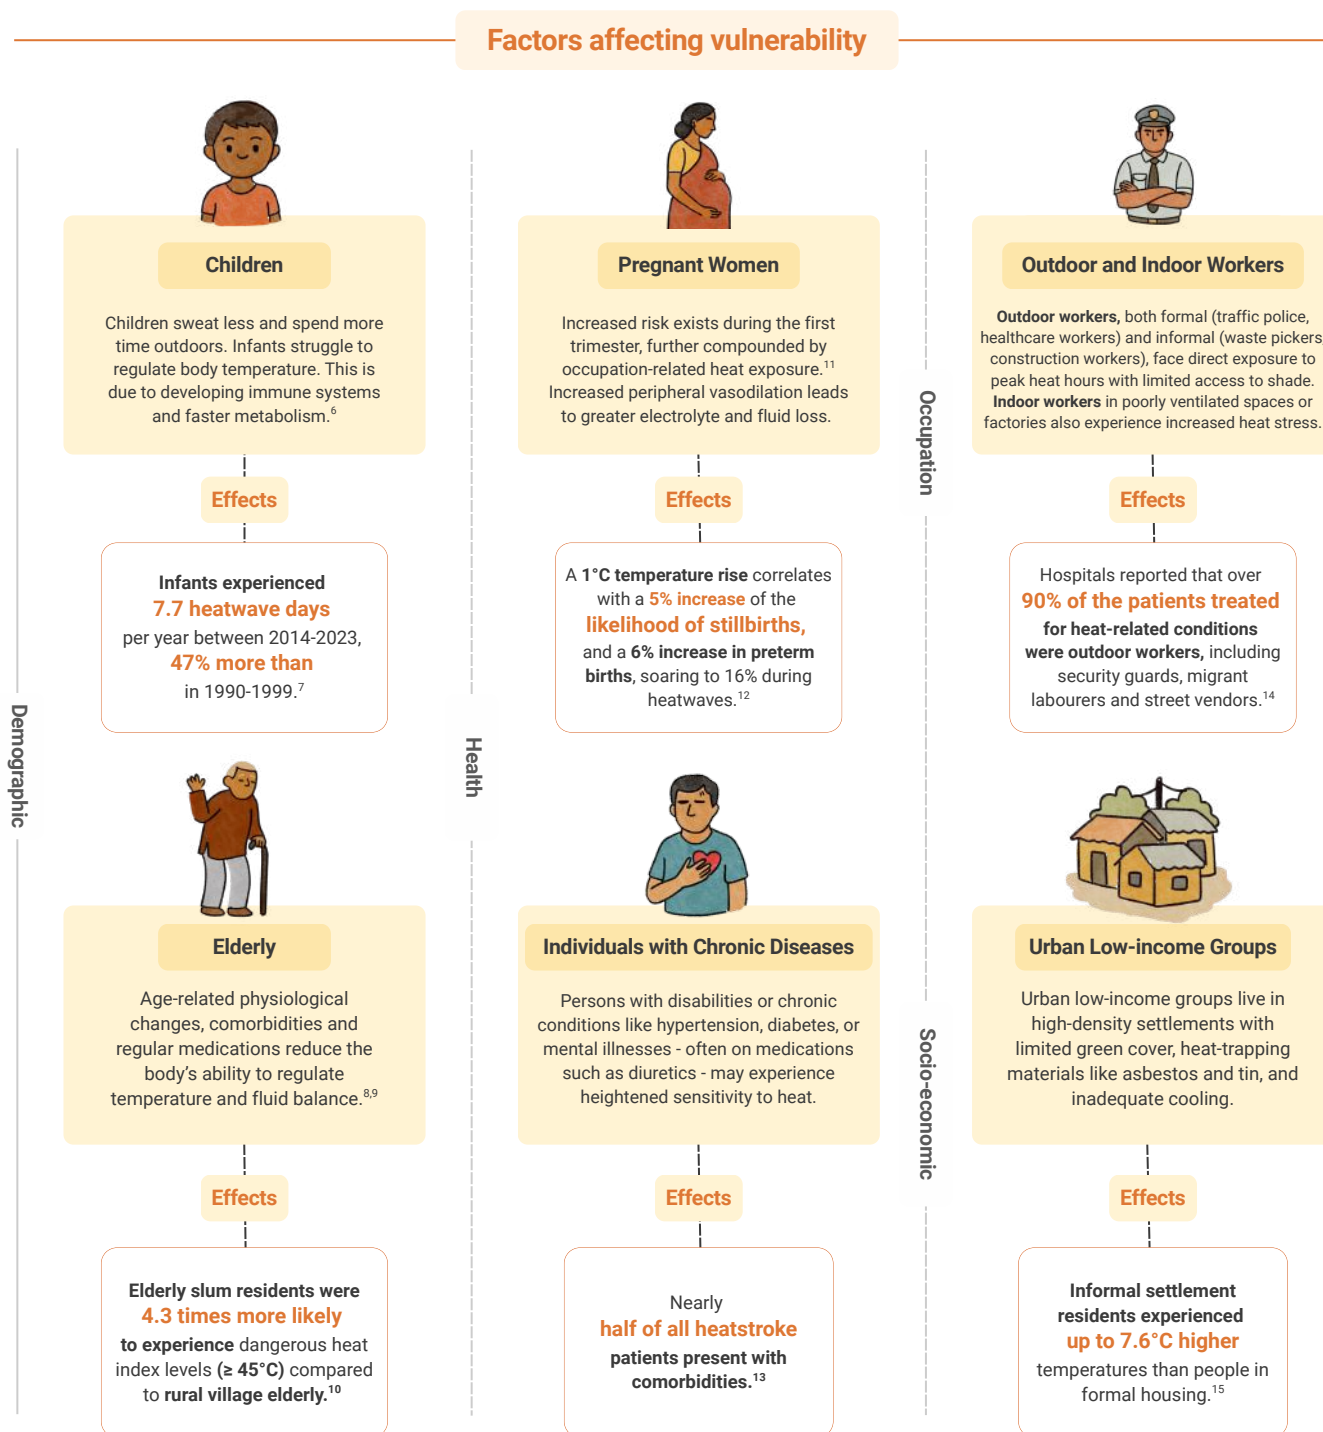 Factors affecting vulnerability
Demographic
Children
Children sweat less and spend more
time outdoors. Infants struggle to
regulate body temperature. This is
due to developing immune systems
and faster metabolism.6
Effects
Infants experienced
7.7 heatwave days
per year between 2014-2023,
47% more than
in 1990-1999.7
Elderly
Age-related physiological
changes, comorbidities and
regular medications reduce the
body's ability to regulate
temperature and fluid balance.8,9
Effects
Elderly slum residents were
4.3 times more likely
to experience dangerous heat
index levels (≥ 45°C) compared
to rural village elderly.10
Health
Pregnant Women
Increased risk exists during the first
trimester, further compounded by
occupation-related heat exposure.11
Increased peripheral vasodilation leads
to greater electrolyte and fluid loss.
Effects
A 1°C temperature rise correlates
with a 5% increase of the
likelihood of stillbirths,
and a 6% increase in preterm
births, soaring to 16% during
heatwaves.12
Individuals with Chronic Diseases
Persons with disabilities or chronic
conditions like hypertension, diabetes, or
mental illnesses - often on medications
such as diuretics - may experience
heightened sensitivity to heat.
Effects
Nearly
half of all heatstroke
patients present with
comorbidities.13
Occupation
Outdoor and Indoor Workers
Outdoor workers, both formal (traffic police,
healthcare workers) and informal (waste pickers
construction workers), face direct exposure to
peak heat hours with limited access to shade.
Indoor workers in poorly ventilated spaces or
factories also experience increased heat stress.
Effects
Hospitals reported that over
90% of the patients treated
for heat-related conditions
were outdoor workers, including
security guards, migrant
labourers and street vendors.14
Socio-economic
Urban Low-income Groups
Urban low-income groups live in
high-density settlements with
limited green cover, heat-trapping
materials like asbestos and tin, and
inadequate cooling.
Effects
Informal settlement
residents experienced
up to 7.6°C higher
temperatures than people in
formal housing.15